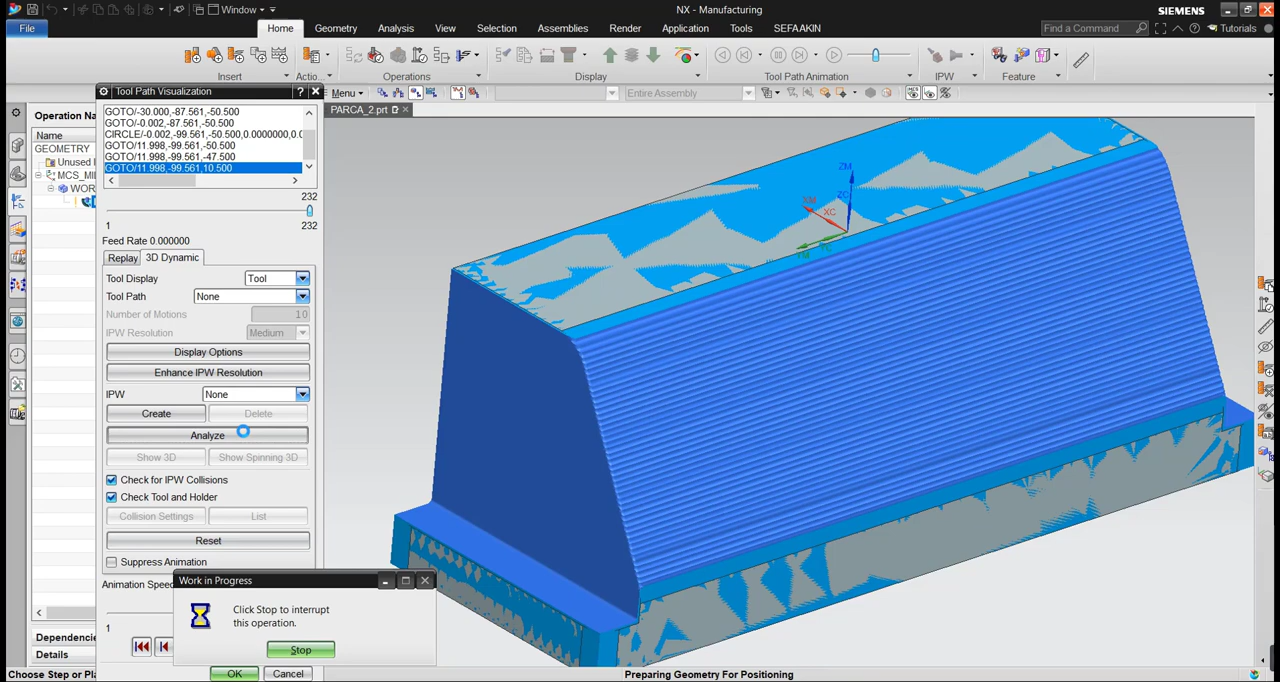 Window
NX - Manufacturing
SIEMENS
File
Home
Geometry
Analysis
View
Selection
Assemblies
Render
Application
Tools
SEFAAKIN
Find a Command
Tutorials
Insert
Actio...
Operations
Display
Tool Path Animation
IPW
Feature
Tool Path Visualization
?
Menu
Entire Assembly
PARCA_2.prt
Operation Na
Name
GEOMETRY
Unused I
MCS_MI
WOR
GOTO/-30.000,-87.561,-50.500
GOTO/-0.002,-87.561,-50.500
CIRCLE/-0.002,-99.561,-50.500,0.0000000,0.0
GOTO/11.998,-99.561,-50.500
GOTO/11.998,-99.561,-47.500
GOTO/11.998,-99.561,10.500
232
1
232
Feed Rate 0.000000
Replay
3D Dynamic
Tool Display
Tool
Tool Path
None
Number of Motions
10
IPW Resolution
Medium
Display Options
Enhance IPW Resolution
IPW
None
Create
Delete
Analyze
Show 3D
Show Spinning 3D
Check for IPW Collisions
Check Tool and Holder
Collision Settings
List
Reset
Suppress Animation
Animation Speed
1
Work in Progress
Click Stop to interrupt
this operation.
Stop
OK
Cancel
Dependencies
Details
ZM
ZC
XM
XC
YM
Choose Step or Pla
Preparing Geometry For Positioning